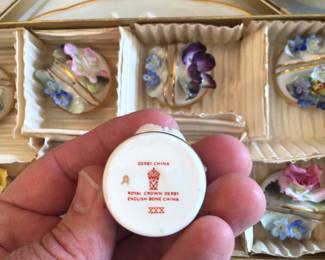 DERBY CHINA
ROYAL CROWN DERBY
ENGLISH BONE CHINA
XXX